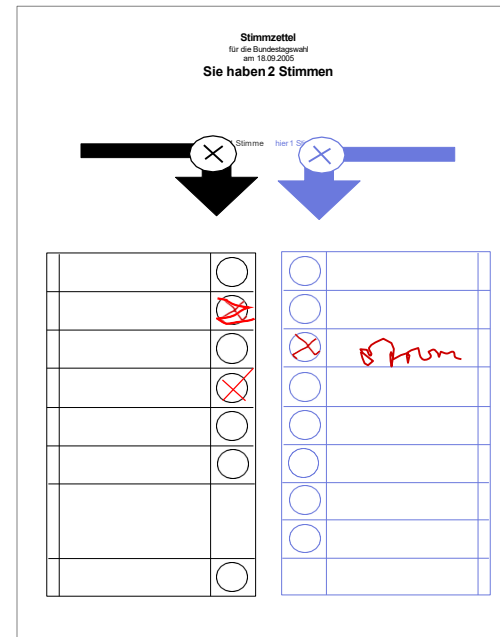 Stimmzettel
für die Bundestagswahl
am 18.09.2005
Sie haben 2 Stimmen
Stimme hier 1